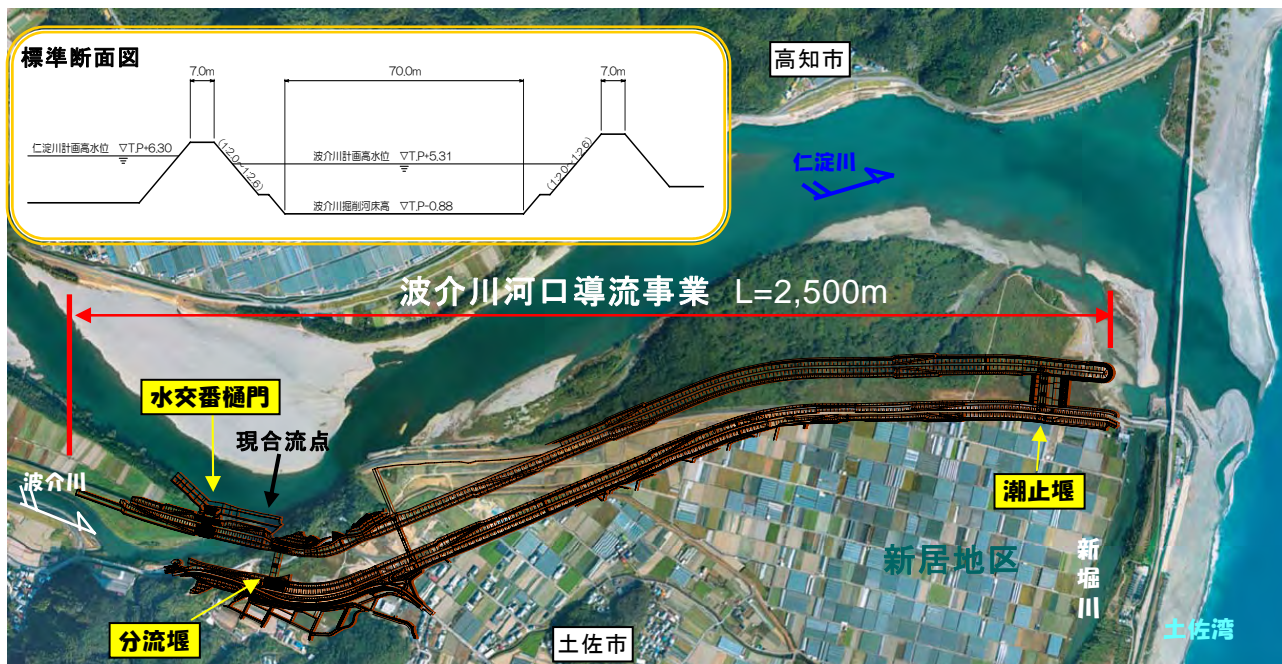 標準断面図
7.0m
70.0m
7.0m
仁淀川計画高水位 ▽T.P+6.30
(1:2.0~1:2.6)
波介川計画高水位 ▽T.P+5.31
(1:2.0~1:2.6)
波介川掘削河床高 ▽T.P-0.88
高知市
仁淀川
波介川河口導流事業 L=2,500m
水交番樋門
現合流点
波介川
潮止堰
新居地区
新堀川
分流堰
土佐市
土佐湾